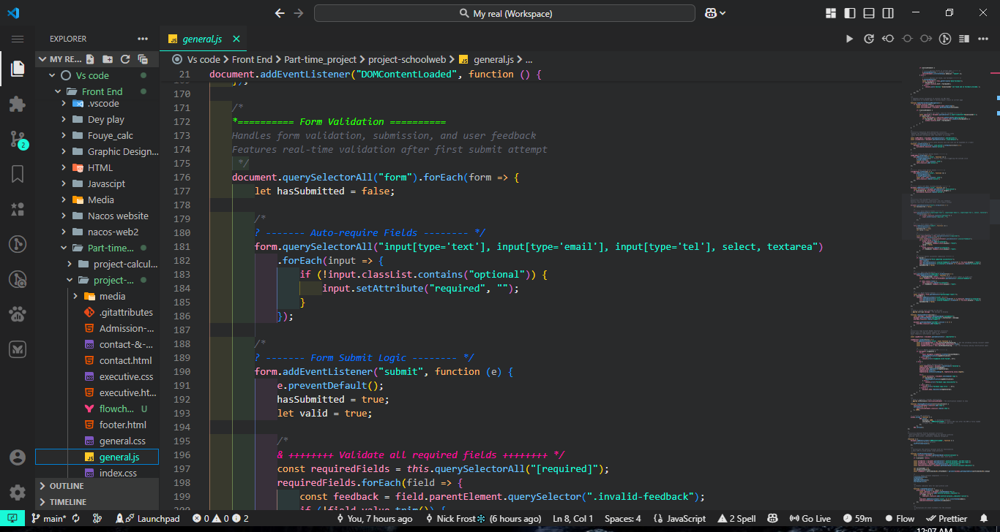 My real (Workspace)
EXPLORER
general.js
MY RE...
Vs code > Front End > Part-time_project > project-schoolweb > general.js > ...
Vs code
Front End
.vscode
Dey play
Fouye_calc
Graphic Design...
HTML
Javascipt
Media
Nacos website
nacos-web2
Part-time...
project-calcul...
project-...
media
.gitattributes
Admission-...
contact-&-...
contact.html
executive.css
executive.ht...
flowch... U
footer.html
general.css
general.js
index.css
OUTLINE
TIMELINE
2
21 document.addEventListener("DOMContentLoaded", function () {
170
171 /*
172 *========== Form Validation ==========
173 Handles form validation, submission, and user feedback
174 Features real-time validation after first submit attempt
175 */
176 document.querySelectorAll("form").forEach(form => {
177 let hasSubmitted = false;
178
179 /*
180 ? ------- Auto-require Fields -------- */
181 form.querySelectorAll("input[type='text'], input[type='email'], input[type='tel'], select, textarea")
182 .forEach(input => {
183 if (!input.classList.contains("optional")) {
184 input.setAttribute("required", "");
185 }
186 });
187
188 /*
189 ? ------- Form Submit Logic -------- */
190 form.addEventListener("submit", function (e) {
191 e.preventDefault();
192 hasSubmitted = true;
193 let valid = true;
194
195 /*
196 & ++++++++ Validate all required fields ++++++++ */
197 const requiredFields = this.querySelectorAll("[required]");
198 requiredFields.forEach(field => {
199 const feedback = field.parentElement.querySelector(".invalid-feedback");
200 if (!field.value.trim()) {
main* Launchpad 0 0 2 You, 7 hours ago Nick Frost❄ (6 hours ago) Ln 8, Col 1 Spaces: 4 {} JavaScript 2 Spell Go Live 59m Flow Prettier
12:07 AM